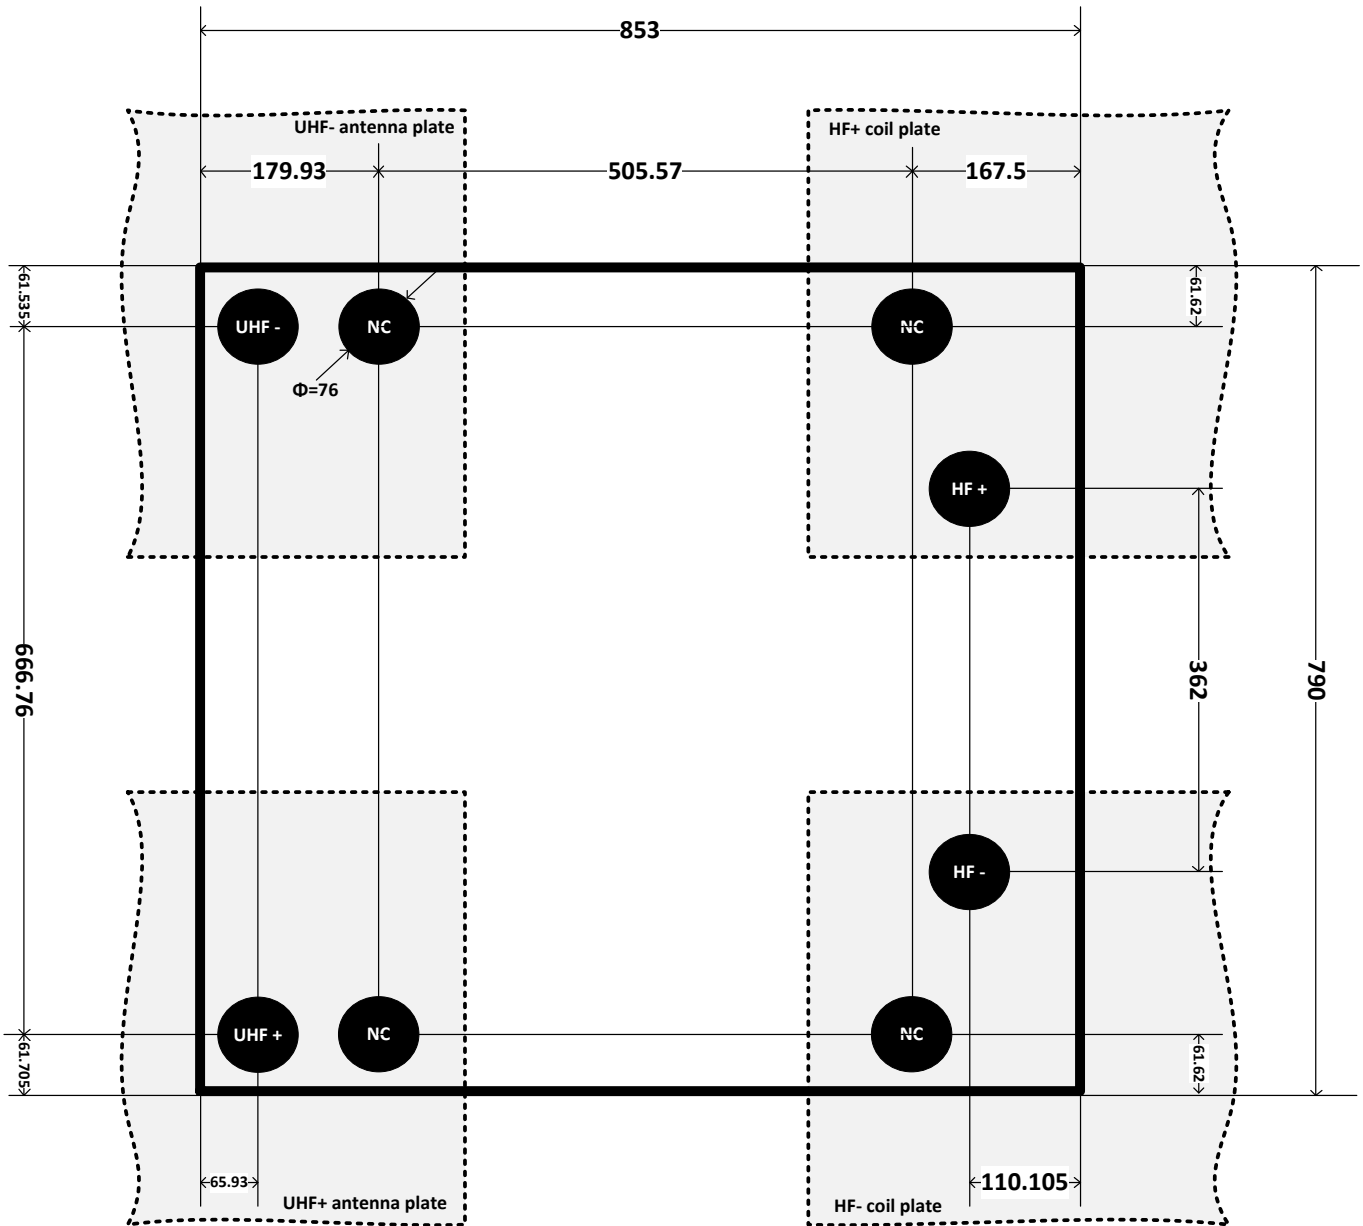 853
UHF- antenna plate
HF+ coil plate
179.93
505.57
167.5
61.535
61.62
UHF -
NC
NC
Φ=76
HF +
666.76
362
790
HF -
UHF +
NC
NC
61.705
61.62
65.93
110.105
UHF+ antenna plate
HF- coil plate